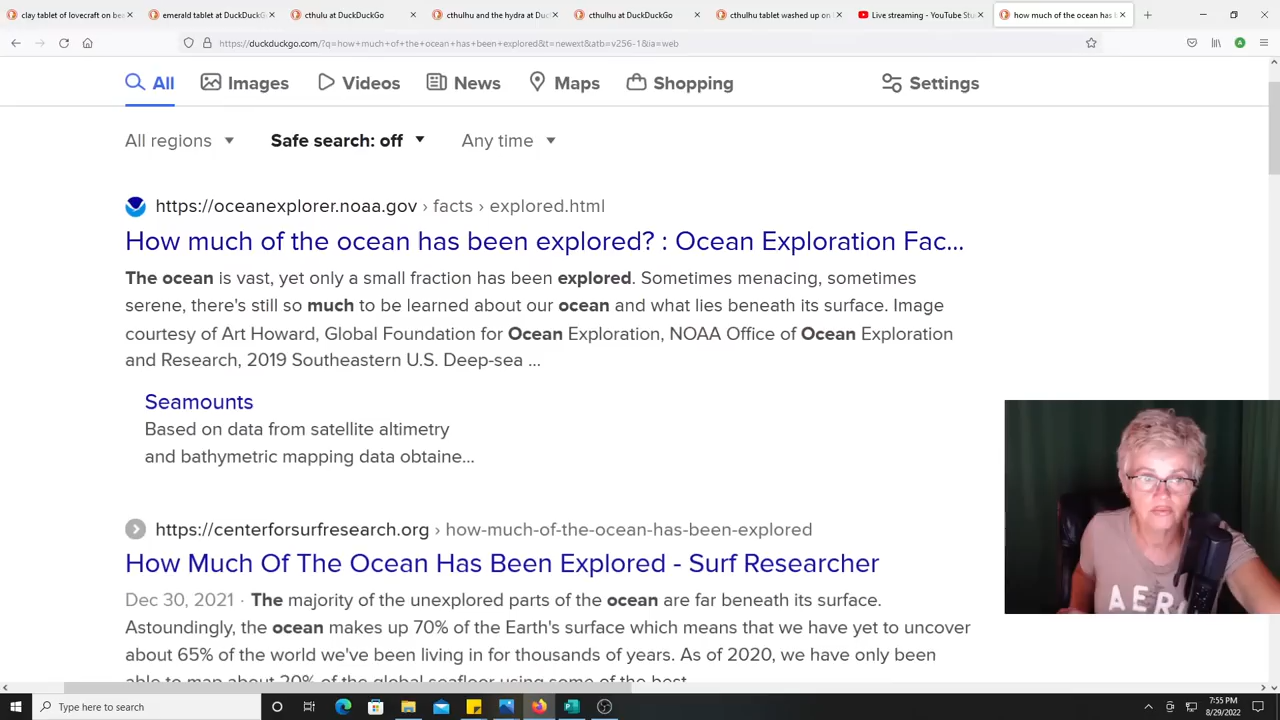 clay tablet of lovecraft on bea
emerald tablet at DuckDuckGo
cthulu at DuckDuckGo
cthulhu and the hydra at Duc
cthulhu at DuckDuckGo
cthulhu tablet washed up on
Live streaming - YouTube Stu
how much of the ocean has
https://duckduckgo.com/?q=how+much+of+the+ocean+has+been+explored&t=newest&atb=v256-1&ia=web
All Images Videos News Maps Shopping Settings
All regions Safe search: off Any time
https://oceanexplorer.noaa.gov › facts › explored.html
How much of the ocean has been explored? : Ocean Exploration Fac...
The ocean is vast, yet only a small fraction has been explored. Sometimes menacing, sometimes
serene, there's still so much to be learned about our ocean and what lies beneath its surface. Image
courtesy of Art Howard, Global Foundation for Ocean Exploration, NOAA Office of Ocean Exploration
and Research, 2019 Southeastern U.S. Deep-sea ...
Seamounts
Based on data from satellite altimetry
and bathymetric mapping data obtaine...
https://centerforsurfresearch.org › how-much-of-the-ocean-has-been-explored
How Much Of The Ocean Has Been Explored - Surf Researcher
Dec 30, 2021 · The majority of the unexplored parts of the ocean are far beneath its surface.
Astoundingly, the ocean makes up 70% of the Earth's surface which means that we have yet to uncover
about 65% of the world we've been living in for thousands of years. As of 2020, we have only been
able to map about 20% of the global seafloor using some of the best
AERO
Type here to search
7:55 PM
8/29/2022